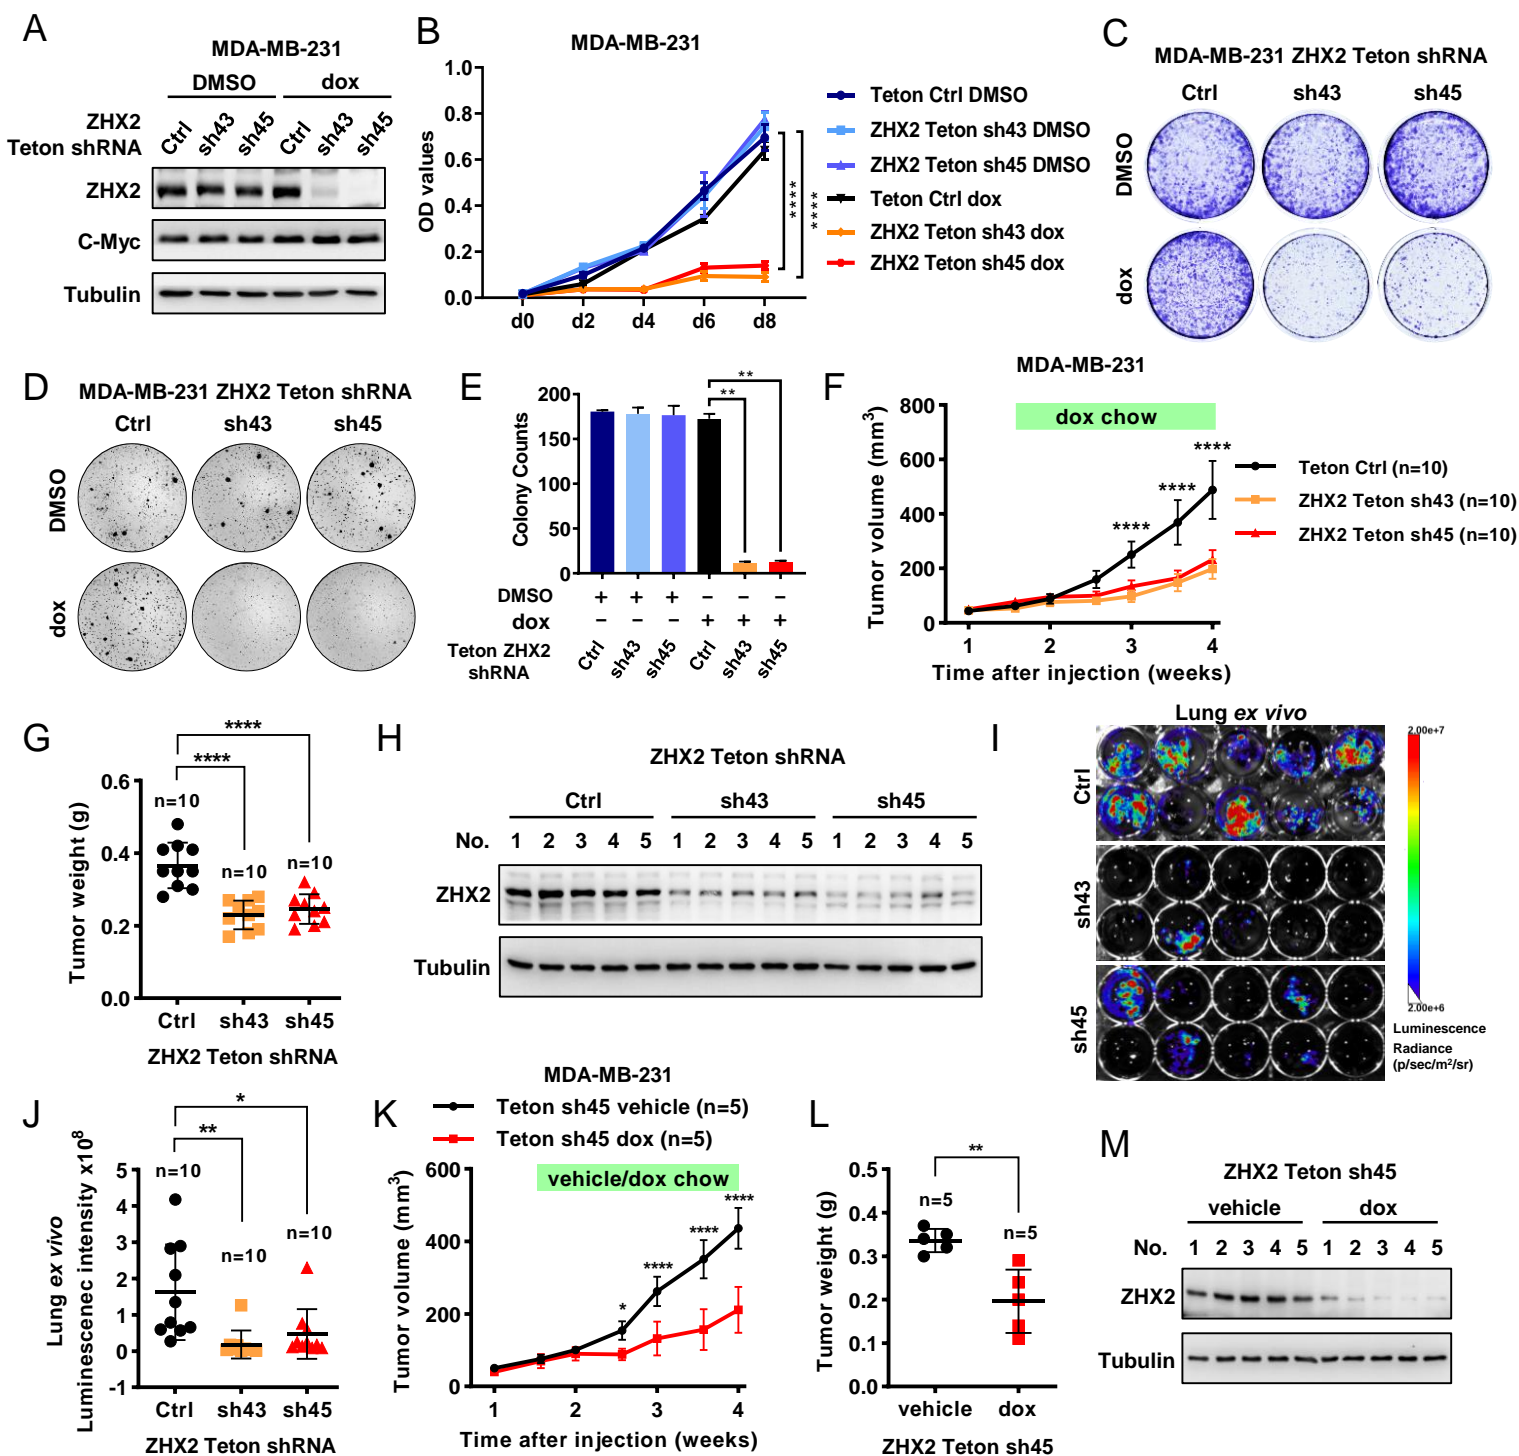 A
MDA-MB-231
DMSO dox
ZHX2
Teton shRNA
Ctrl sh43 sh45 Ctrl sh43 sh45
ZHX2
C-Myc
Tubulin
B
MDA-MB-231
OD values
1.0
0.8
0.6
0.4
0.2
0.0
d0 d2 d4 d6 d8
****
****
Teton Ctrl DMSO
ZHX2 Teton sh43 DMSO
ZHX2 Teton sh45 DMSO
Teton Ctrl dox
ZHX2 Teton sh43 dox
ZHX2 Teton sh45 dox
C
MDA-MB-231 ZHX2 Teton shRNA
Ctrl sh43 sh45
DMSO
dox
D
MDA-MB-231 ZHX2 Teton shRNA
Ctrl sh43 sh45
DMSO
dox
E
Colony Counts
200
150
100
50
0
**
**
DMSO + + + − − −
dox + + +
Teton ZHX2
shRNA
Ctrl sh43 sh45 Ctrl sh43 sh45
F
MDA-MB-231
dox chow
Tumor volume (mm³)
800
600
400
200
0
**** **** ****
1 2 3 4
Time after injection (weeks)
Teton Ctrl (n=10)
ZHX2 Teton sh43 (n=10)
ZHX2 Teton sh45 (n=10)
G
Tumor weight (g)
0.6
0.4
0.2
0.0
****
****
n=10
n=10
n=10
Ctrl sh43 sh45
ZHX2 Teton shRNA
H
ZHX2 Teton shRNA
Ctrl sh43 sh45
No. 1 2 3 4 5 1 2 3 4 5 1 2 3 4 5
ZHX2
Tubulin
I
Lung ex vivo
Ctrl
sh43
sh45
2.00e+7
2.00e+6
Luminescence
Radiance
(p/sec/m²/sr)
J
Lung ex vivo
Luminescenec intensity x10⁸
5
4
3
2
1
0
-1
*
**
n=10
n=10
n=10
Ctrl sh43 sh45
ZHX2 Teton shRNA
K
MDA-MB-231
Teton sh45 vehicle (n=5)
Teton sh45 dox (n=5)
vehicle/dox chow
Tumor volume (mm³)
600
400
200
0
* **** **** ****
1 2 3 4
Time after injection (weeks)
L
Tumor weight (g)
0.5
0.4
0.3
0.2
0.1
0.0
**
n=5
n=5
vehicle dox
ZHX2 Teton sh45
M
ZHX2 Teton sh45
vehicle dox
No. 1 2 3 4 5 1 2 3 4 5
ZHX2
Tubulin